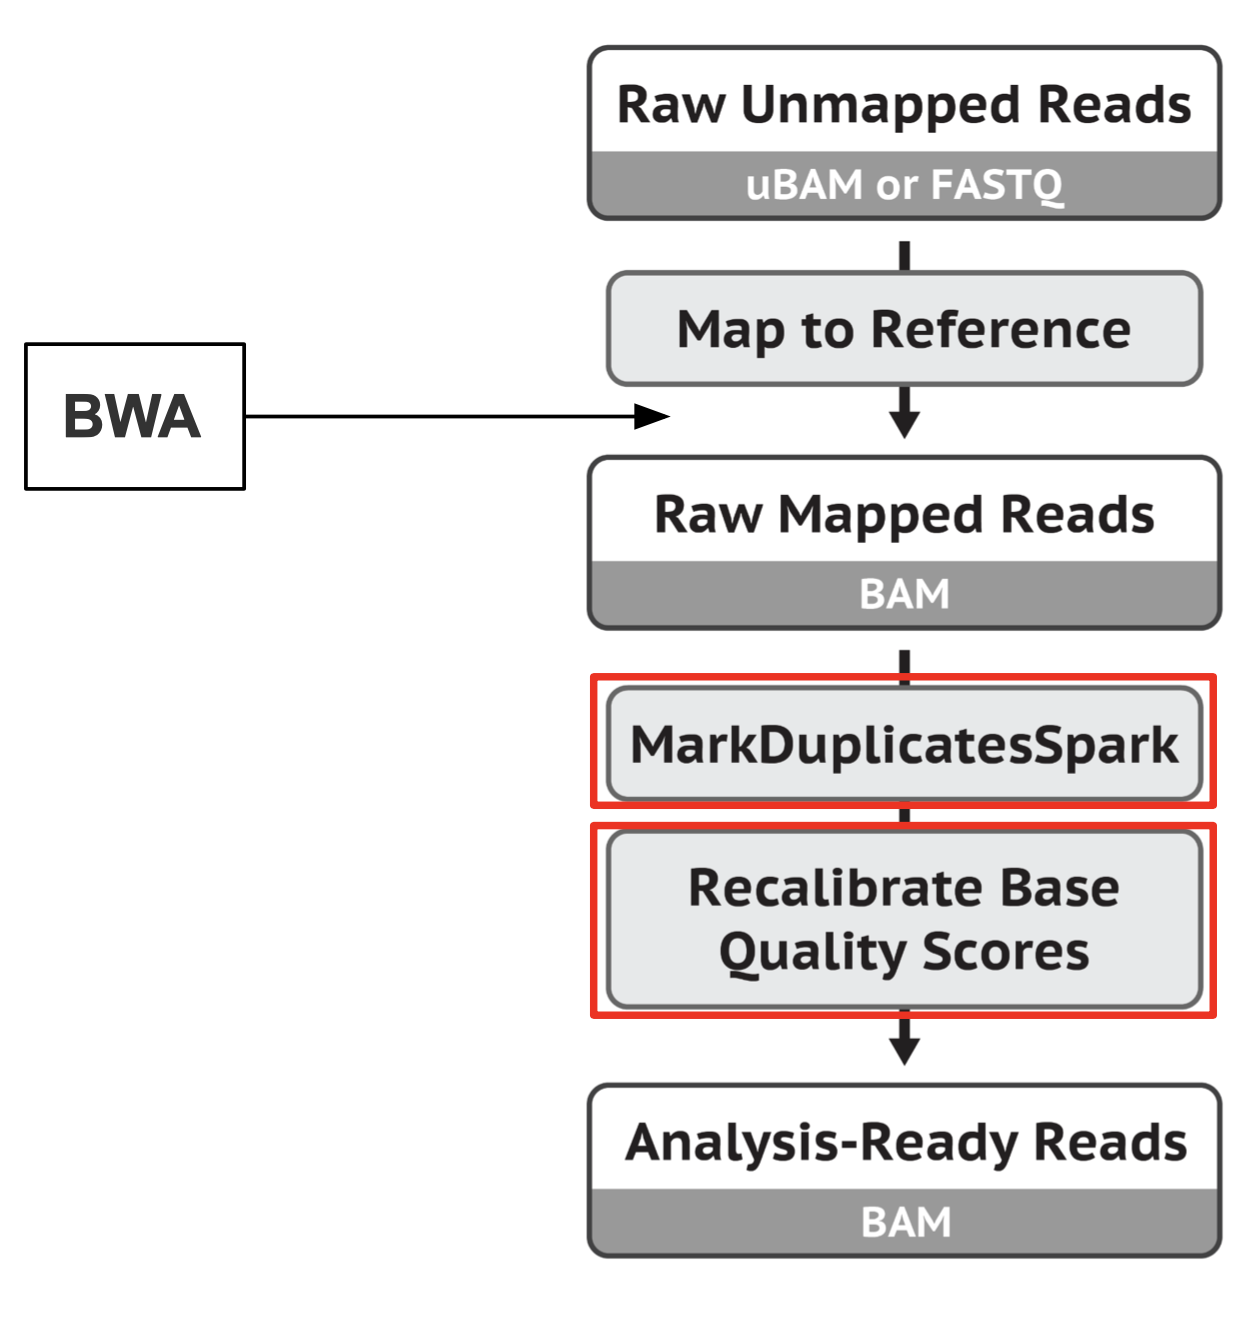 Raw Unmapped Reads
uBAM or FASTQ
Map to Reference
BWA
Raw Mapped Reads
BAM
MarkDuplicatesSpark
Recalibrate Base
Quality Scores
Analysis-Ready Reads
BAM